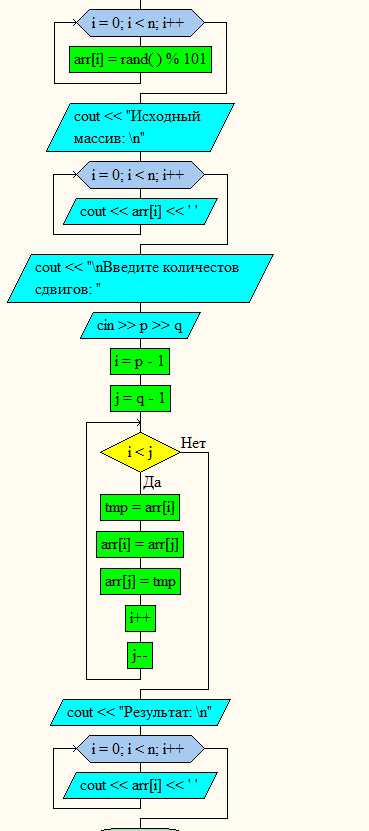 i = 0; i < n; i++
arr[i] = rand( ) % 101
cout << "Исходный
массив: \n"
i = 0; i < n; i++
cout << arr[i] << ' '
cout << "\nВведите количестов
сдвигов: "
cin >> p >> q
i = p - 1
j = q - 1
i < j
Нет
Да
tmp = arr[i]
arr[i] = arr[j]
arr[j] = tmp
i++
j--
cout << "Результат: \n"
i = 0; i < n; i++
cout << arr[i] << ' '